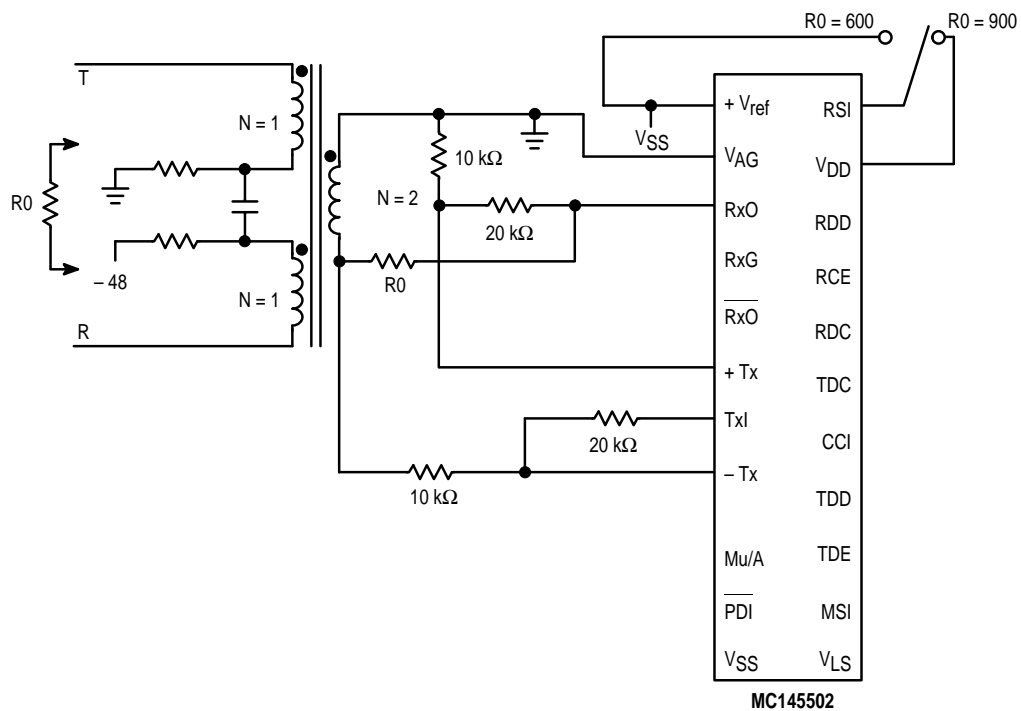 R0 = 600
R0 = 900
T
N = 1
R0
– 48
N = 1
R
N = 2
10 kΩ
20 kΩ
R0
20 kΩ
10 kΩ
VSS
+ Vref
VAG
RxO
RxG
RxO
+ Tx
TxI
– Tx
Mu/A
PDI
VSS
RSI
VDD
RDD
RCE
RDC
TDC
CCI
TDD
TDE
MSI
VLS
MC145502